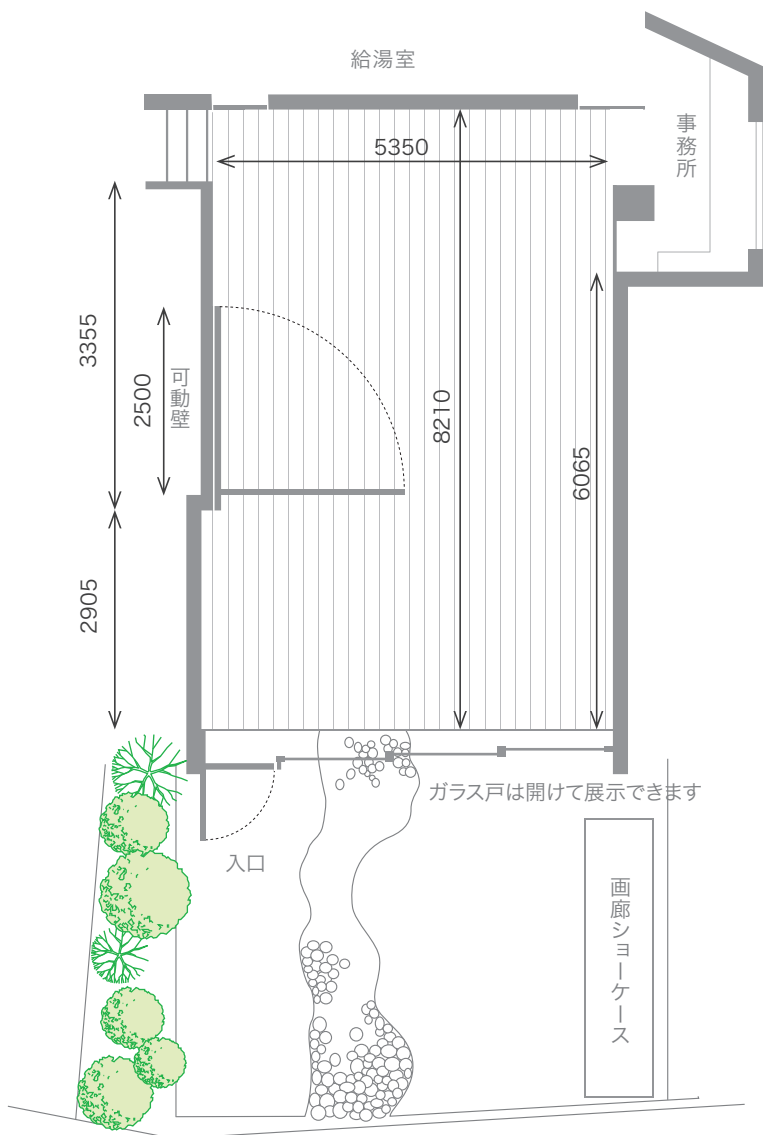 給湯室
事務所
5350
3355
2500
可動壁
8210
6065
2905
ガラス戸は開けて展示できます
入口
画廊ショーケース